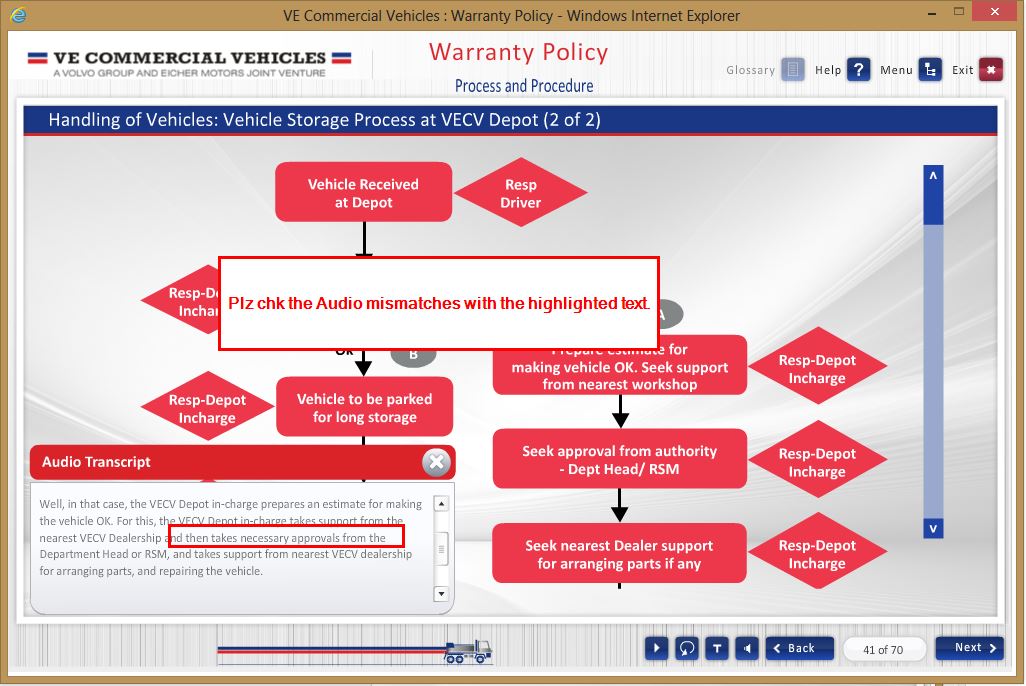 VE Commercial Vehicles : Warranty Policy - Windows Internet Explorer
VE COMMERCIAL VEHICLES
A VOLVO GROUP AND EICHER MOTORS JOINT VENTURE
Warranty Policy
Process and Procedure
Glossary
Help ?
Menu
Exit
Handling of Vehicles: Vehicle Storage Process at VECV Depot (2 of 2)
Vehicle Received
at Depot
Resp
Driver
Plz chk the Audio mismatches with the highlighted text.
A
Ok
B
Prepare estimate for
making vehicle OK. Seek support
from nearest workshop
Resp-Depot
Incharge
Resp-Depot
Incharge
Vehicle to be parked
for long storage
Seek approval from authority
- Dept Head/ RSM
Resp-Depot
Incharge
Seek nearest Dealer support
for arranging parts if any
Resp-Depot
Incharge
Audio Transcript
Well, in that case, the VECV Depot in-charge prepares an estimate for making
the vehicle OK. For this, the VECV Depot in-charge takes support from the
nearest VECV Dealership and then takes necessary approvals from the
Department Head or RSM, and takes support from nearest VECV dealership
for arranging parts, and repairing the vehicle.
T
Back
41 of 70
Next